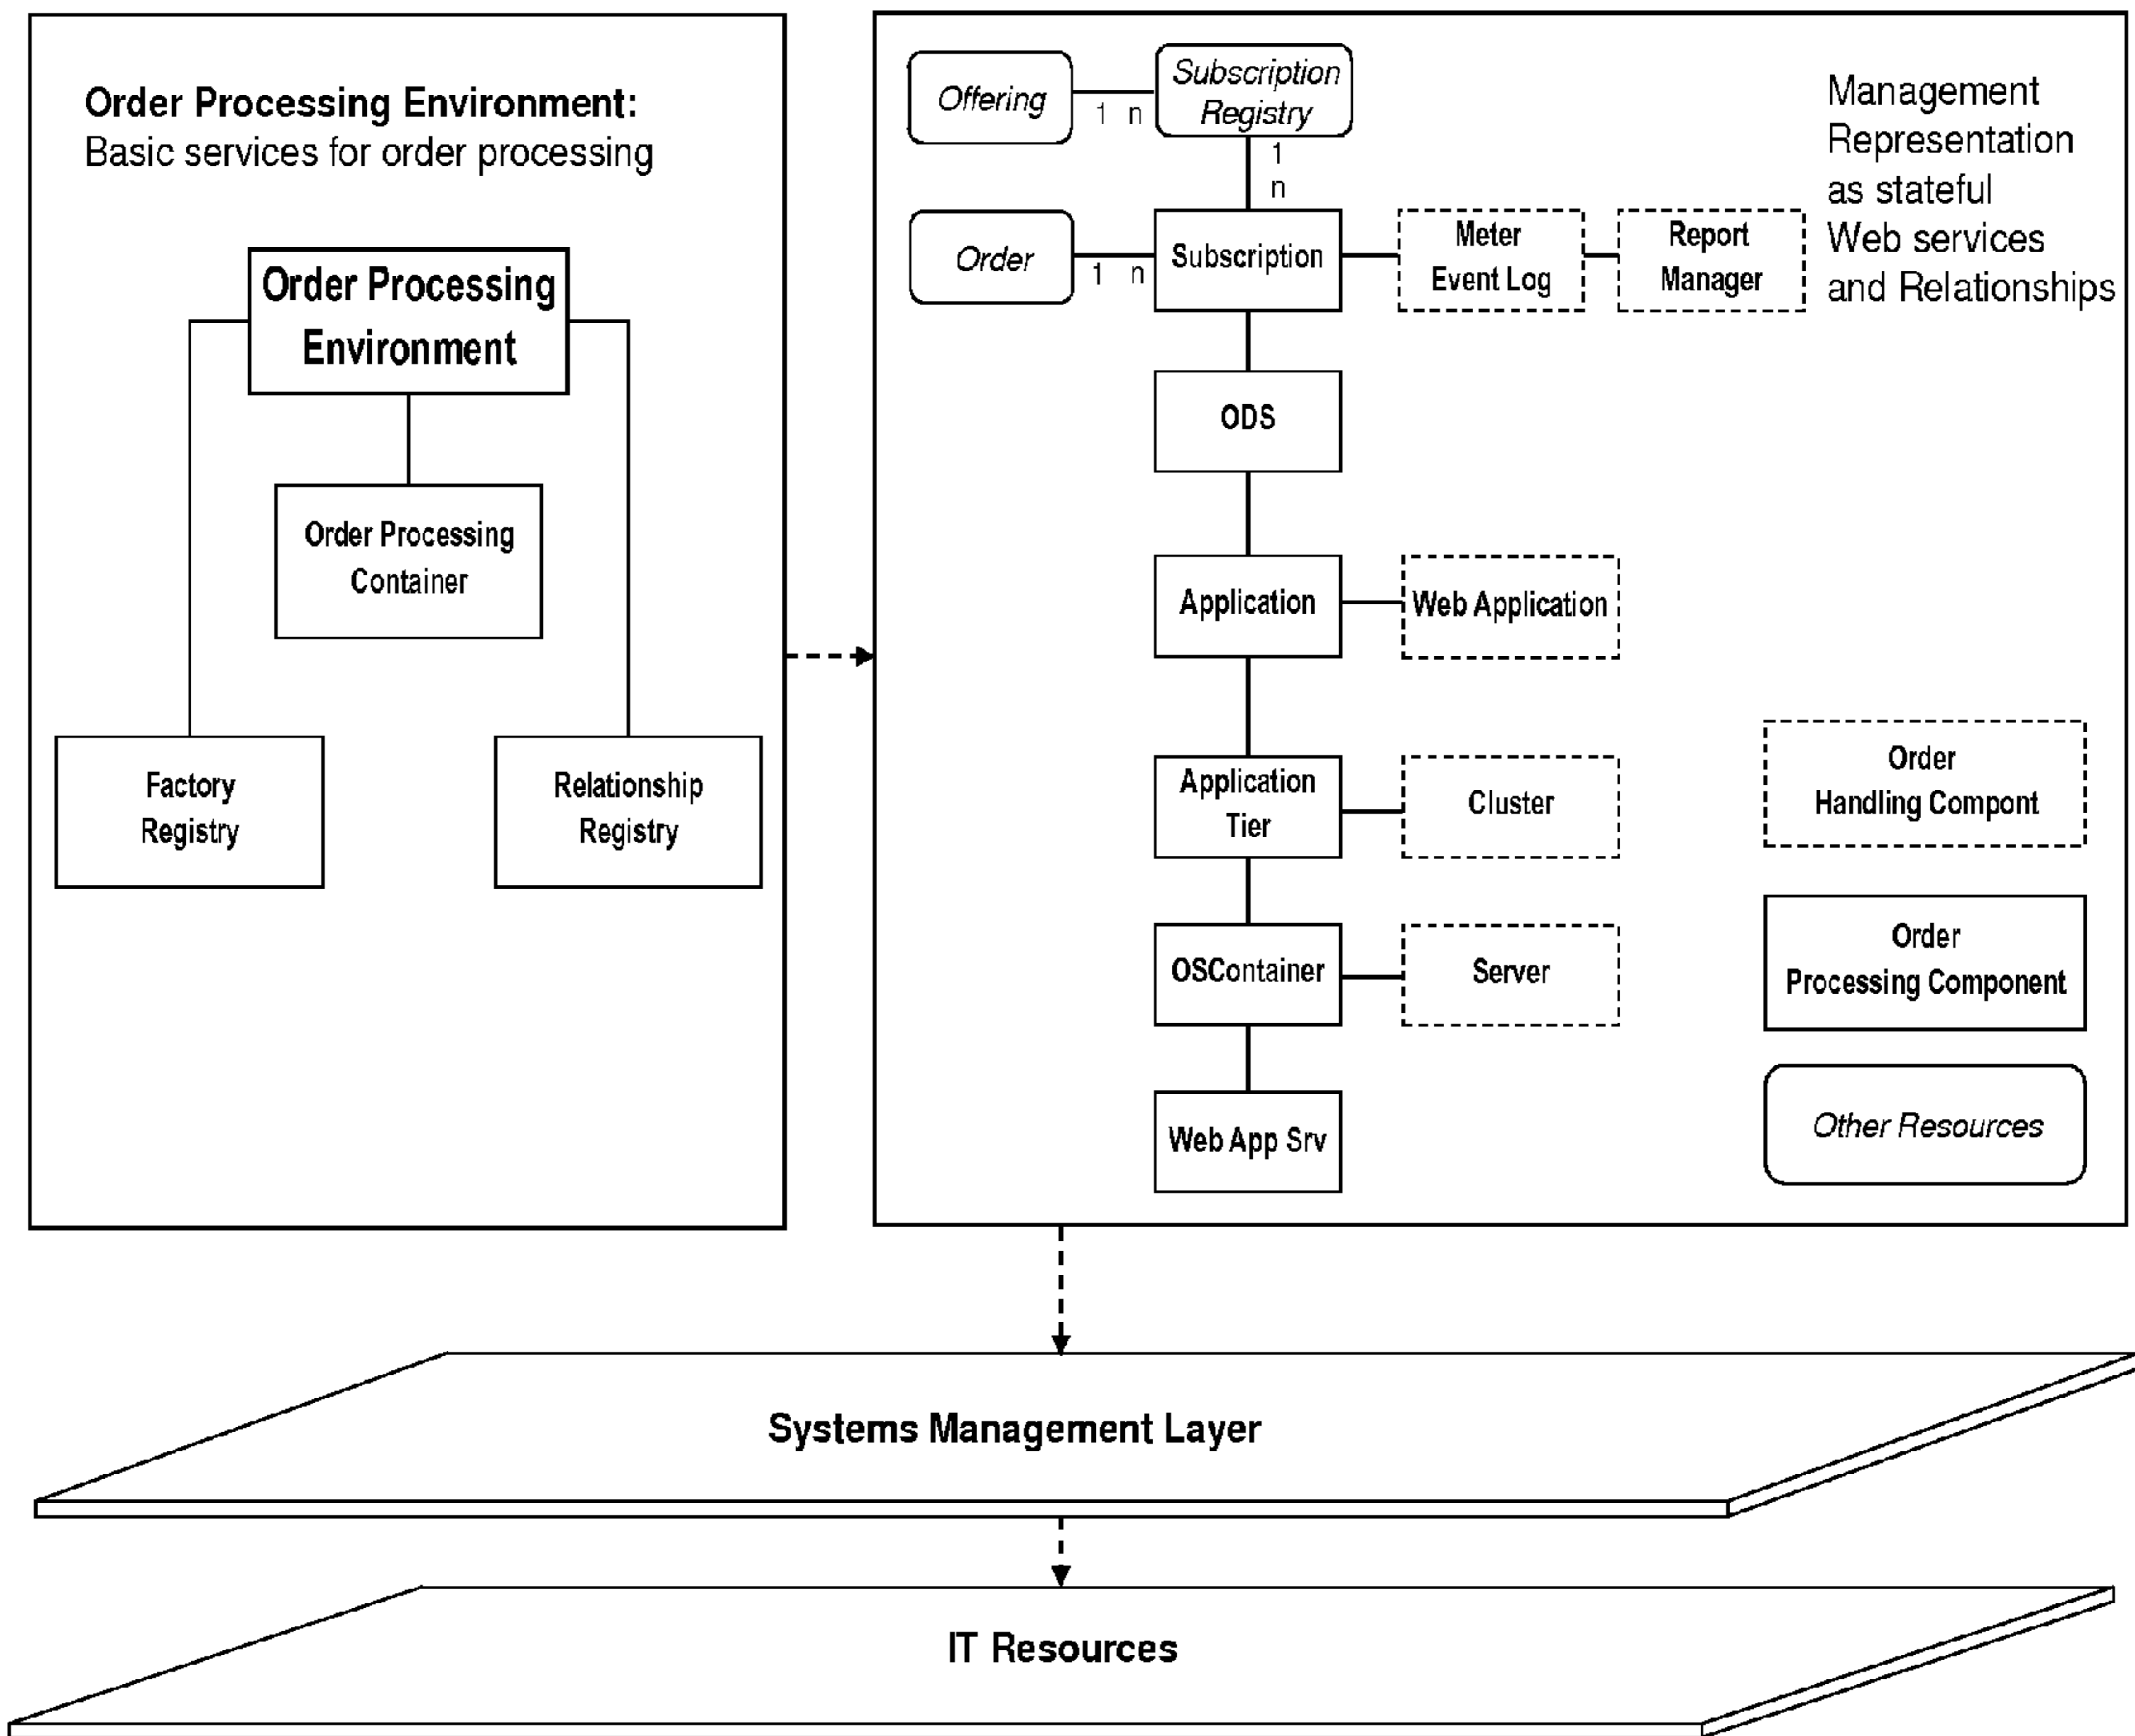 Order Processing Environment:
Basic services for order processing
Order Processing
Environment
Order Processing
Container
Factory
Registry
Relationship
Registry
Offering
1 n
Subscription
Registry
1
n
Management
Representation
as stateful
Web services
and Relationships
Order
1 n
Subscription
Meter
Event Log
Report
Manager
ODS
Application
Web Application
Application
Tier
Cluster
OSContainer
Server
Web App Srv
Order
Handling Compont
Order
Processing Component
Other Resources
Systems Management Layer
IT Resources